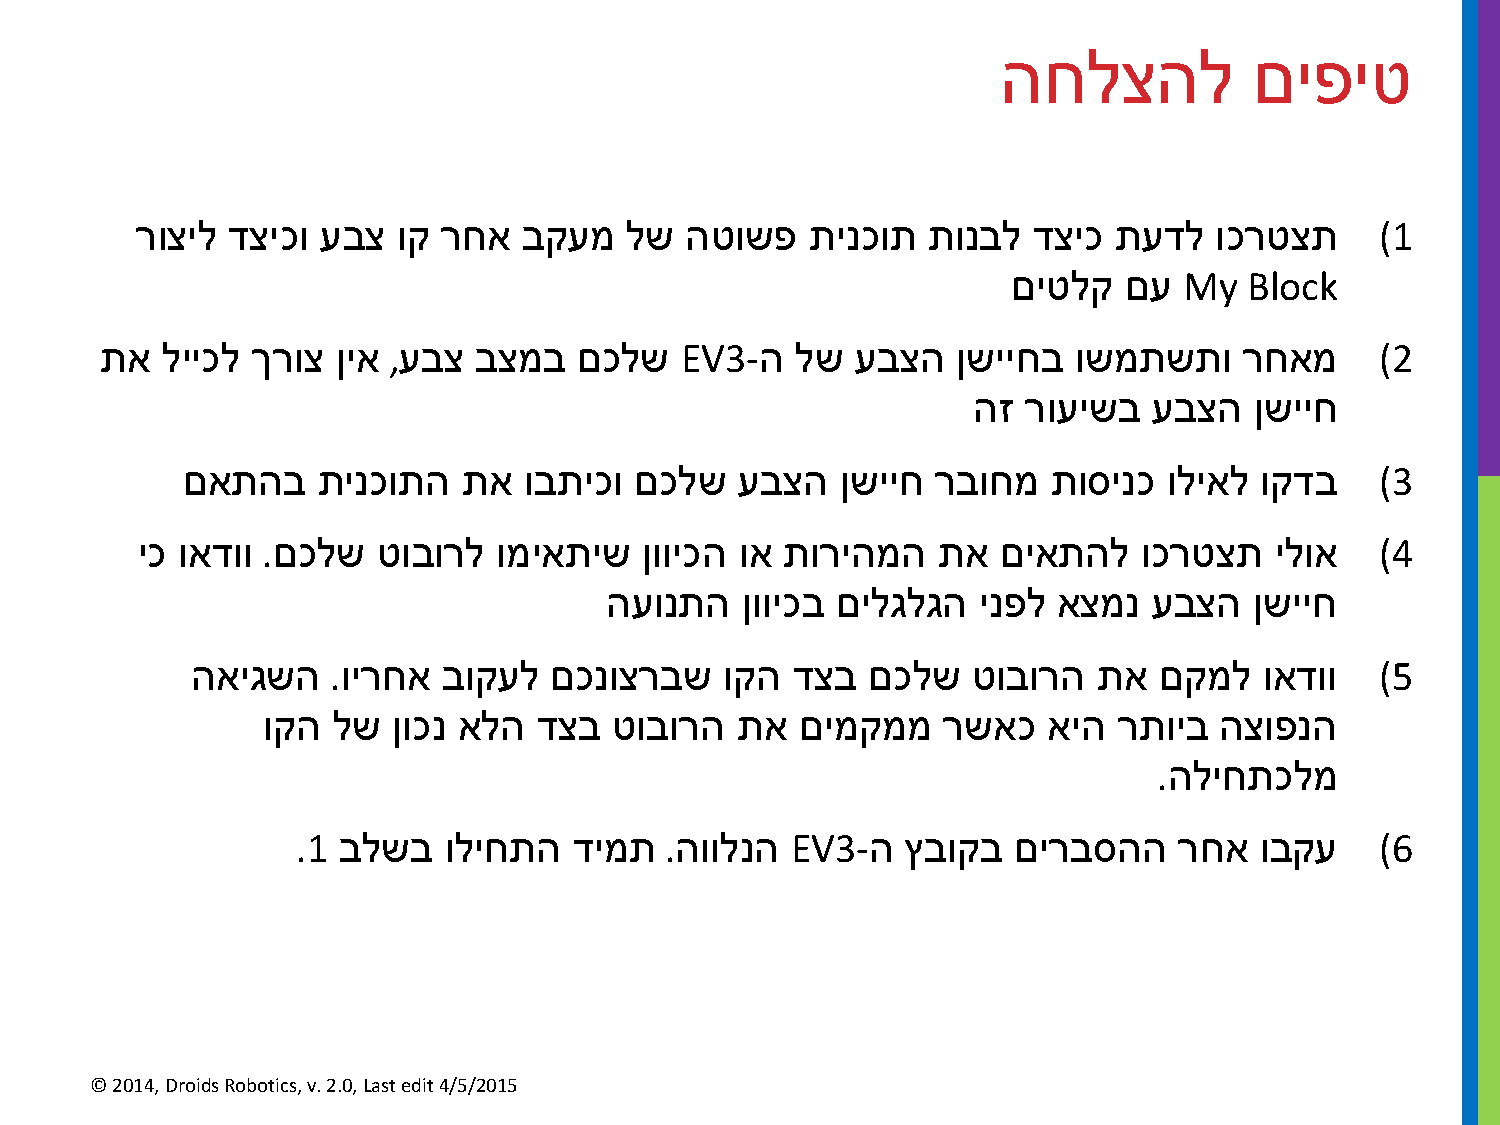 טיפים להצלחה
1) תצטרכו לדעת כיצד לבנות תוכנית פשוטה של מעקב אחר קו צבע וכיצד ליצור
My Block עם קלטים
2) מאחר ותשתמשו בחיישן הצבע של ה-EV3 שלכם במצב צבע, אין צורך לכייל את
חיישן הצבע בשיעור זה
3) בדקו לאילו כניסות מחובר חיישן הצבע שלכם וכיתבו את התוכנית בהתאם
4) אולי תצטרכו להתאים את המהירות או הכיוון שיתאימו לרובוט שלכם. וודאו כי
חיישן הצבע נמצא לפני הגלגלים בכיוון התנועה
5) וודאו למקם את הרובוט שלכם בצד הקו שברצונכם לעקוב אחריו. השגיאה
הנפוצה ביותר היא כאשר ממקמים את הרובוט בצד הלא נכון של הקו
מלכתחילה.
6) עקבו אחר ההסברים בקובץ ה-EV3 הנלווה. תמיד התחילו בשלב 1.
© 2014, Droids Robotics, v. 2.0, Last edit 4/5/2015